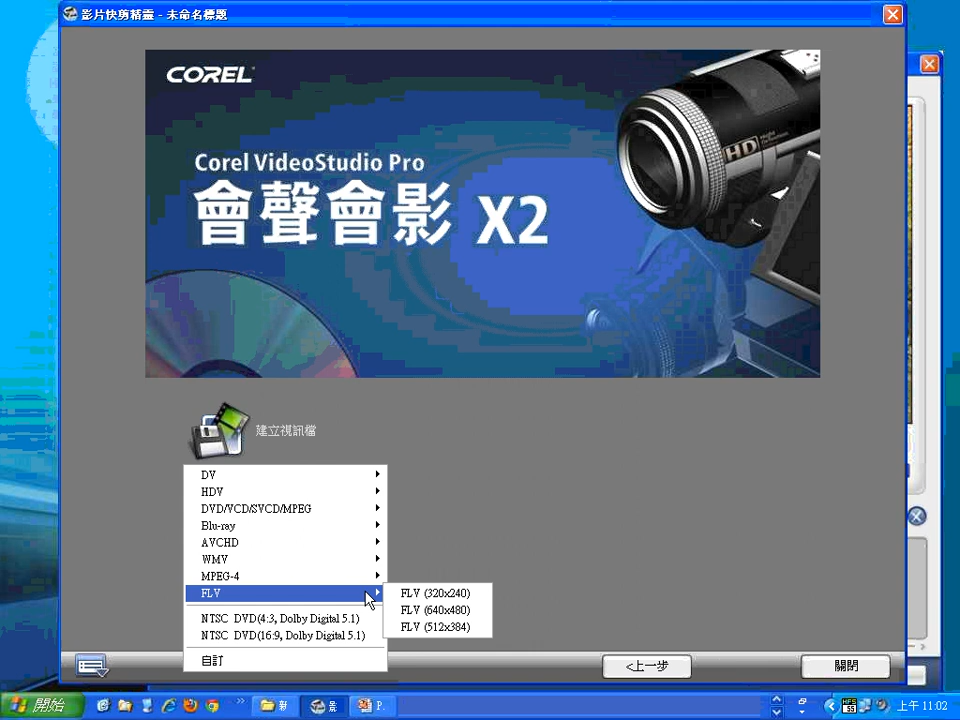 影片快剪精靈 - 未命名標題
COREL
Corel VideoStudio Pro
會聲會影 X2
HD
建立視訊檔
DV
HDV
DVD/VCD/SVCD/MPEG
Blu-ray
AVCHD
WMV
MPEG-4
FLV
FLV (320x240)
FLV (640x480)
FLV (512x384)
NTSC DVD(4:3, Dolby Digital 5.1)
NTSC DVD(16:9, Dolby Digital 5.1)
自訂
<上一步
關閉
開始
新
影
P.
上午 11:02